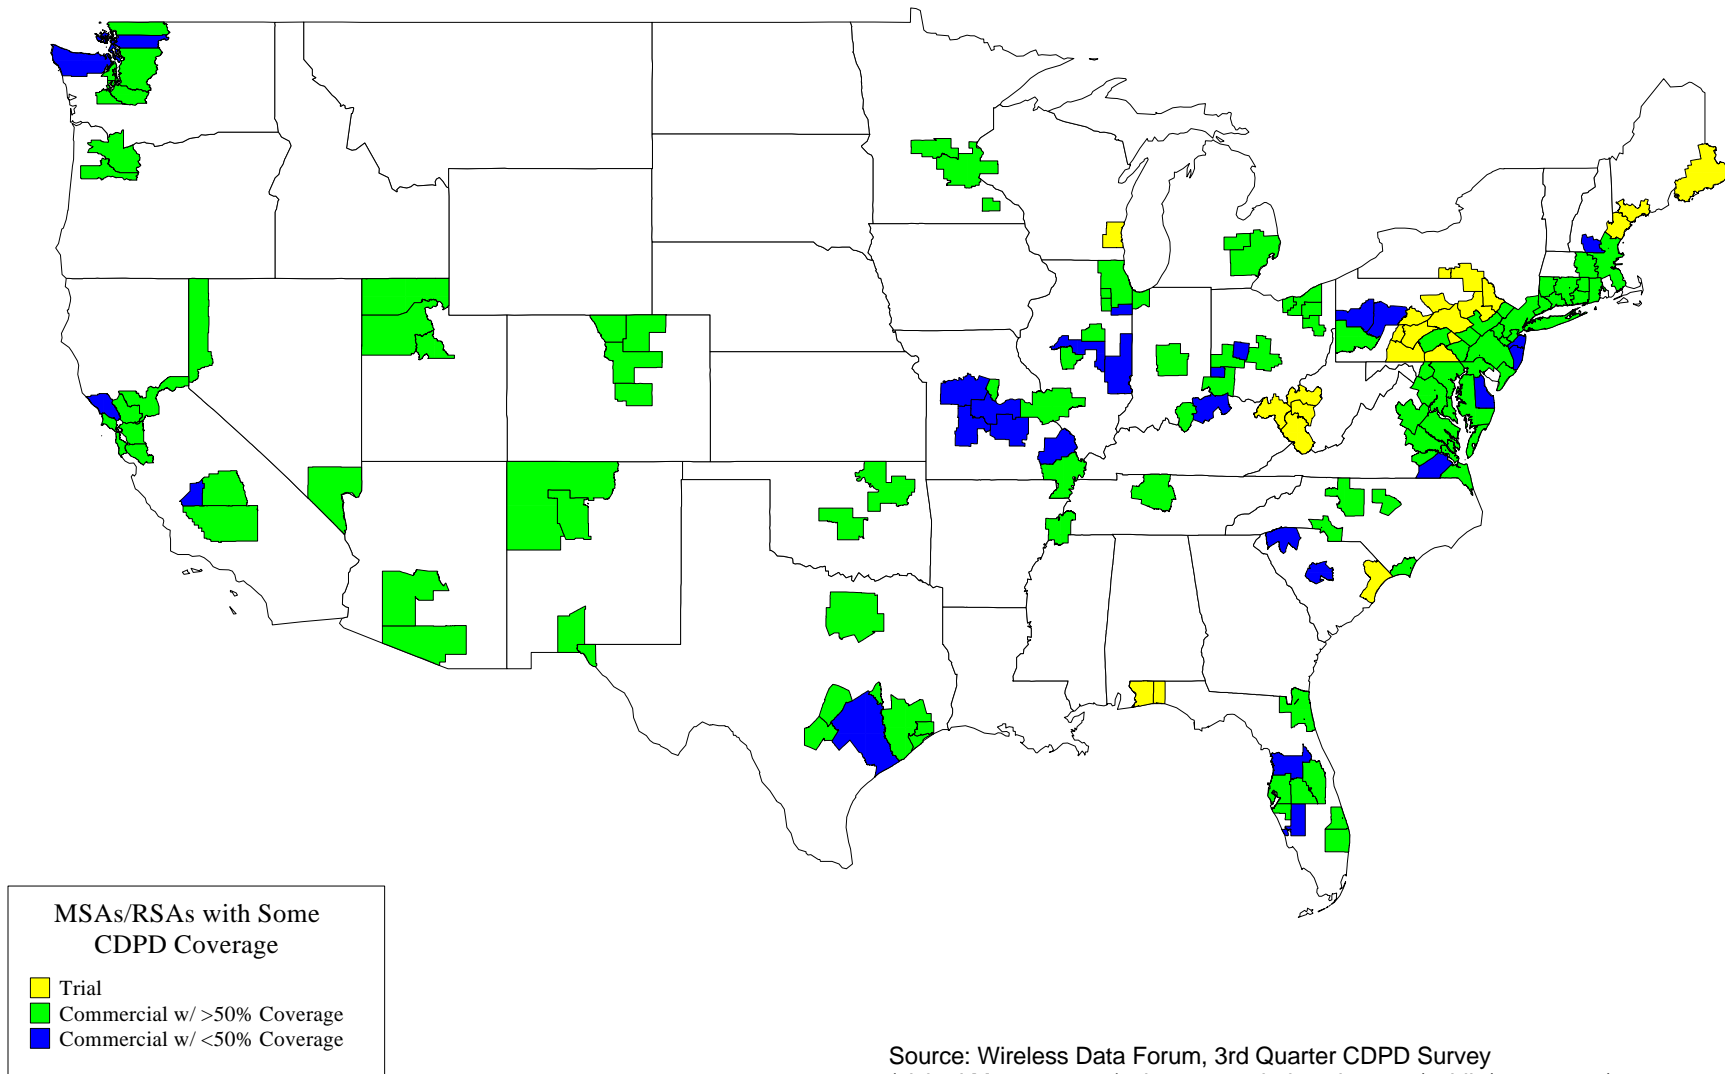 MSAs/RSAs with Some
CDPD Coverage
Trial
Commercial w/ >50% Coverage
Commercial w/ <50% Coverage
Source: Wireless Data Forum, 3rd Quarter CDPD Survey